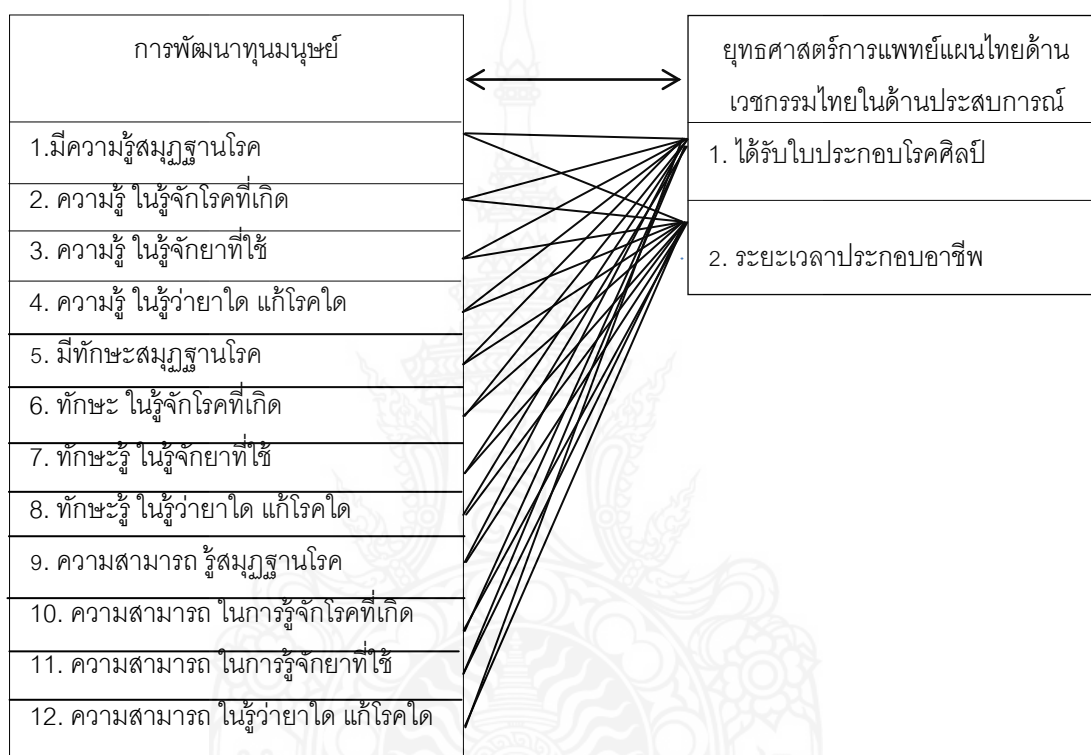 การพัฒนาทุนมนุษย์
1.มีความรู้สมุฏฐานโรค
2. ความรู้ ในรู้จักโรคที่เกิด
3. ความรู้ ในรู้จักยาที่ใช้
4. ความรู้ ในรู้ว่ายาใด แก้โรคใด
5. มีทักษะสมุฏฐานโรค
6. ทักษะ ในรู้จักโรคที่เกิด
7. ทักษะรู้ ในรู้จักยาที่ใช้
8. ทักษะรู้ ในรู้ว่ายาใด แก้โรคใด
9. ความสามารถ รู้สมุฏฐานโรค
10. ความสามารถ ในการรู้จักโรคที่เกิด
11. ความสามารถ ในการรู้จักยาที่ใช้
12. ความสามารถ ในรู้ว่ายาใด แก้โรคใด
ยุทธศาสตร์การแพทย์แผนไทยด้าน
เวชกรรมไทยในด้านประสบการณ์
1. ได้รับใบประกอบโรคศิลป์
2. ระยะเวลาประกอบอาชีพ